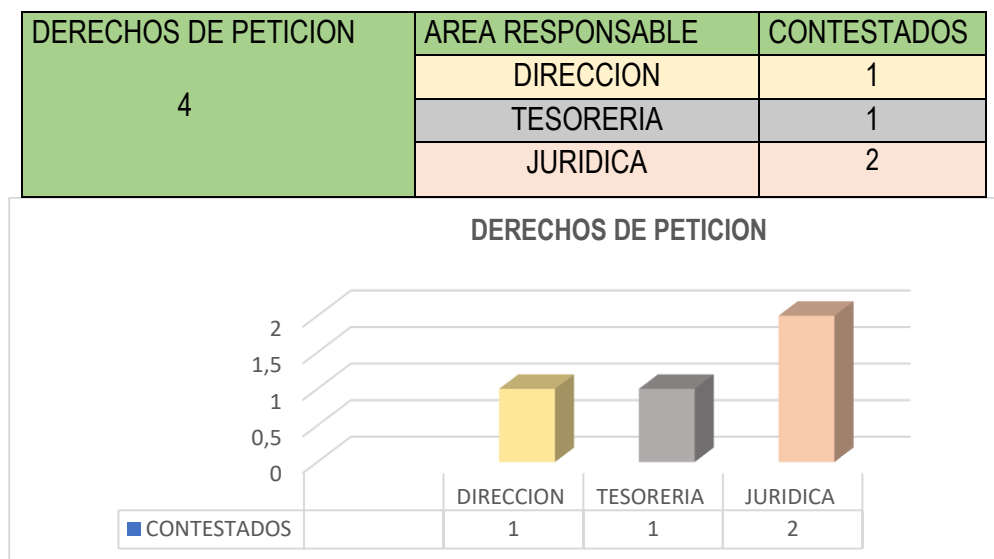 DERECHOS DE PETICION AREA RESPONSABLE CONTESTADOS
4
DIRECCION 1
TESORERIA 1
JURIDICA 2
DERECHOS DE PETICION
2
1,5
1
0,5
0
DIRECCION TESORERIA JURIDICA
CONTESTADOS 1 1 2